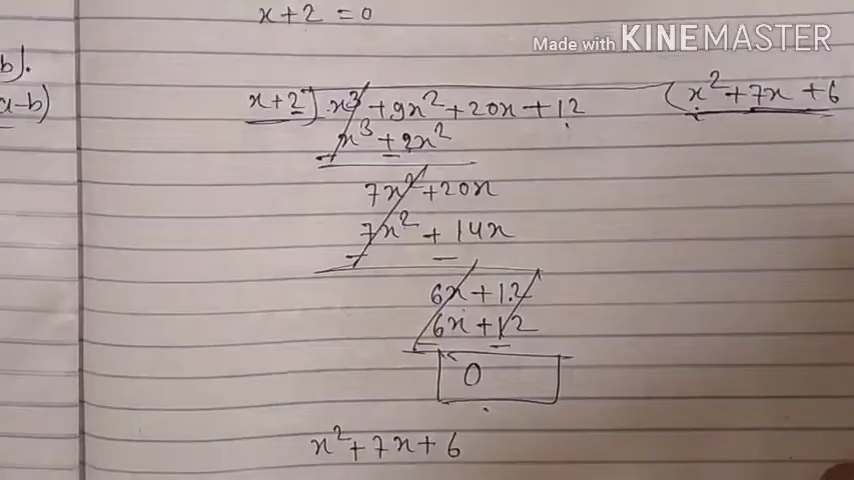 x+2 = 0
Made with KINEMASTER
b].
a-b)
x+2) x³ +9x² +20x +12 (x² +7x +6
x³ +2x²
- -
7x² +20x
7x² + 14x
- -
6x +12
6x +12
- -
0
x² +7x +6